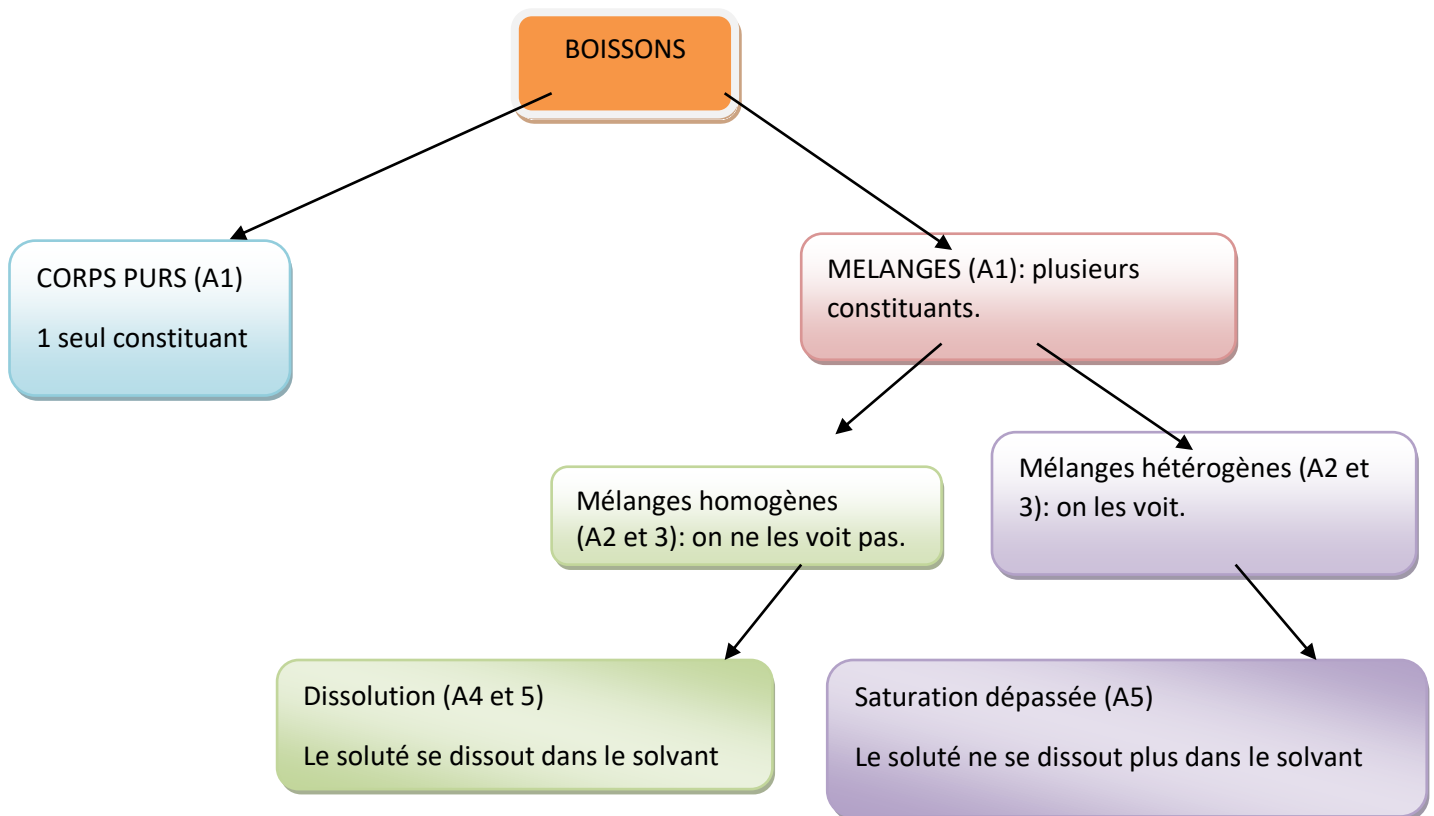 BOISSONS
CORPS PURS (A1)
1 seul constituant
MELANGES (A1): plusieurs
constituants.
Mélanges homogènes
(A2 et 3): on ne les voit pas.
Mélanges hétérogènes (A2 et
3): on les voit.
Dissolution (A4 et 5)
Le soluté se dissout dans le solvant
Saturation dépassée (A5)
Le soluté ne se dissout plus dans le solvant